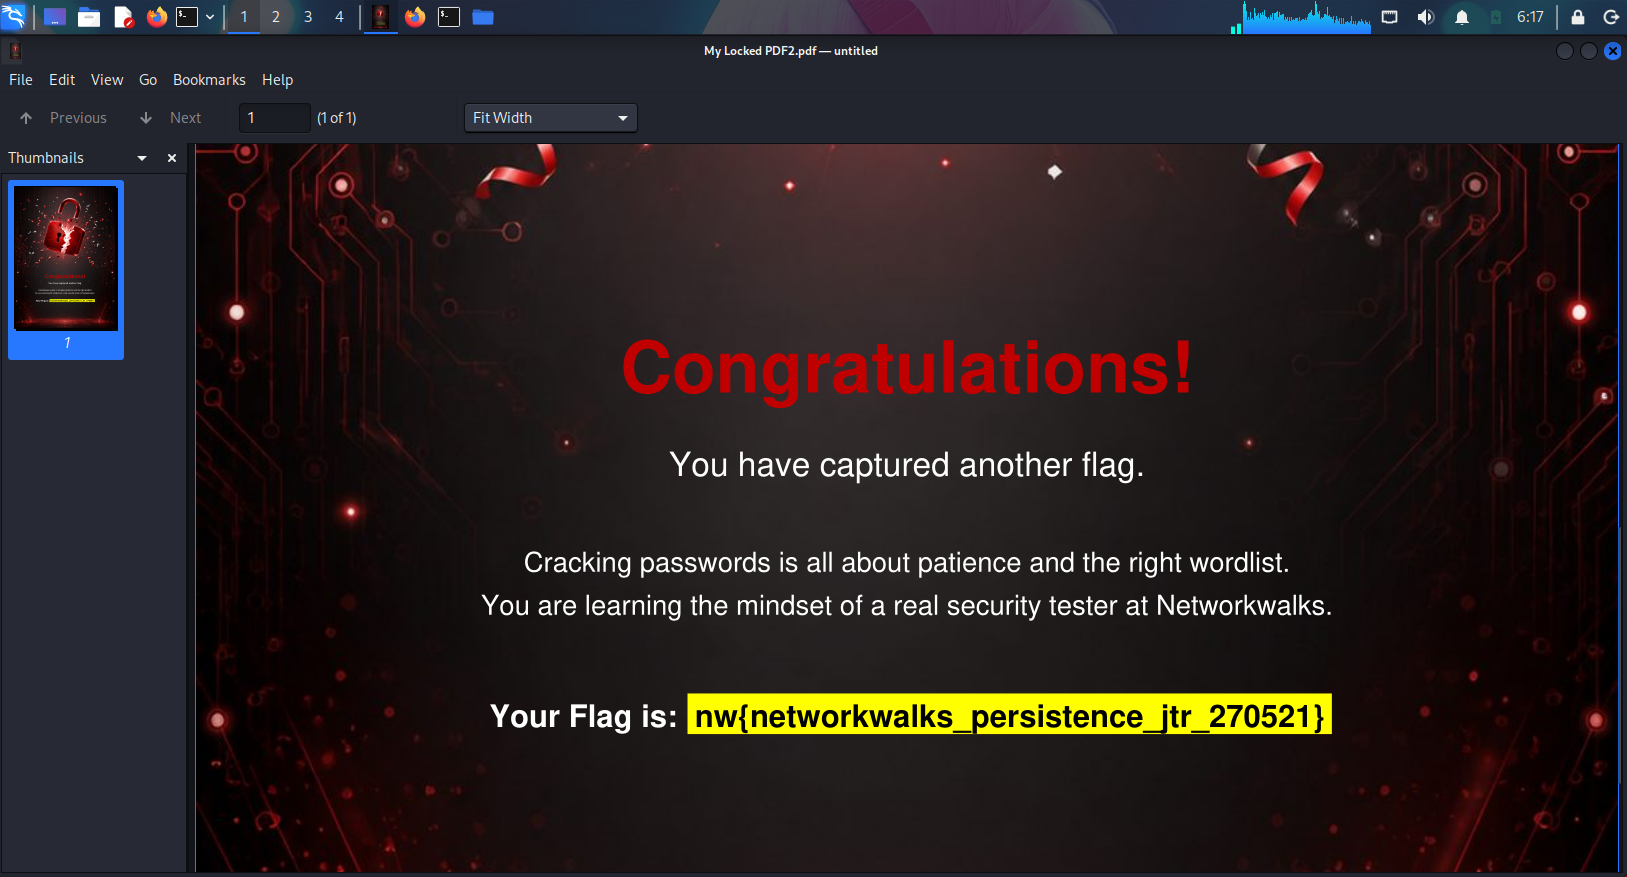 1 2 3 4 6:17
My Locked PDF2.pdf — untitled
File Edit View Go Bookmarks Help
Previous Next 1 (1 of 1) Fit Width
Thumbnails
1
Congratulations!
You have captured another flag.
Cracking passwords is all about patience and the right wordlist.
You are learning the mindset of a real security tester at Networkwalks.
Your Flag is: nw{networkwalks_persistence_jtr_270521}